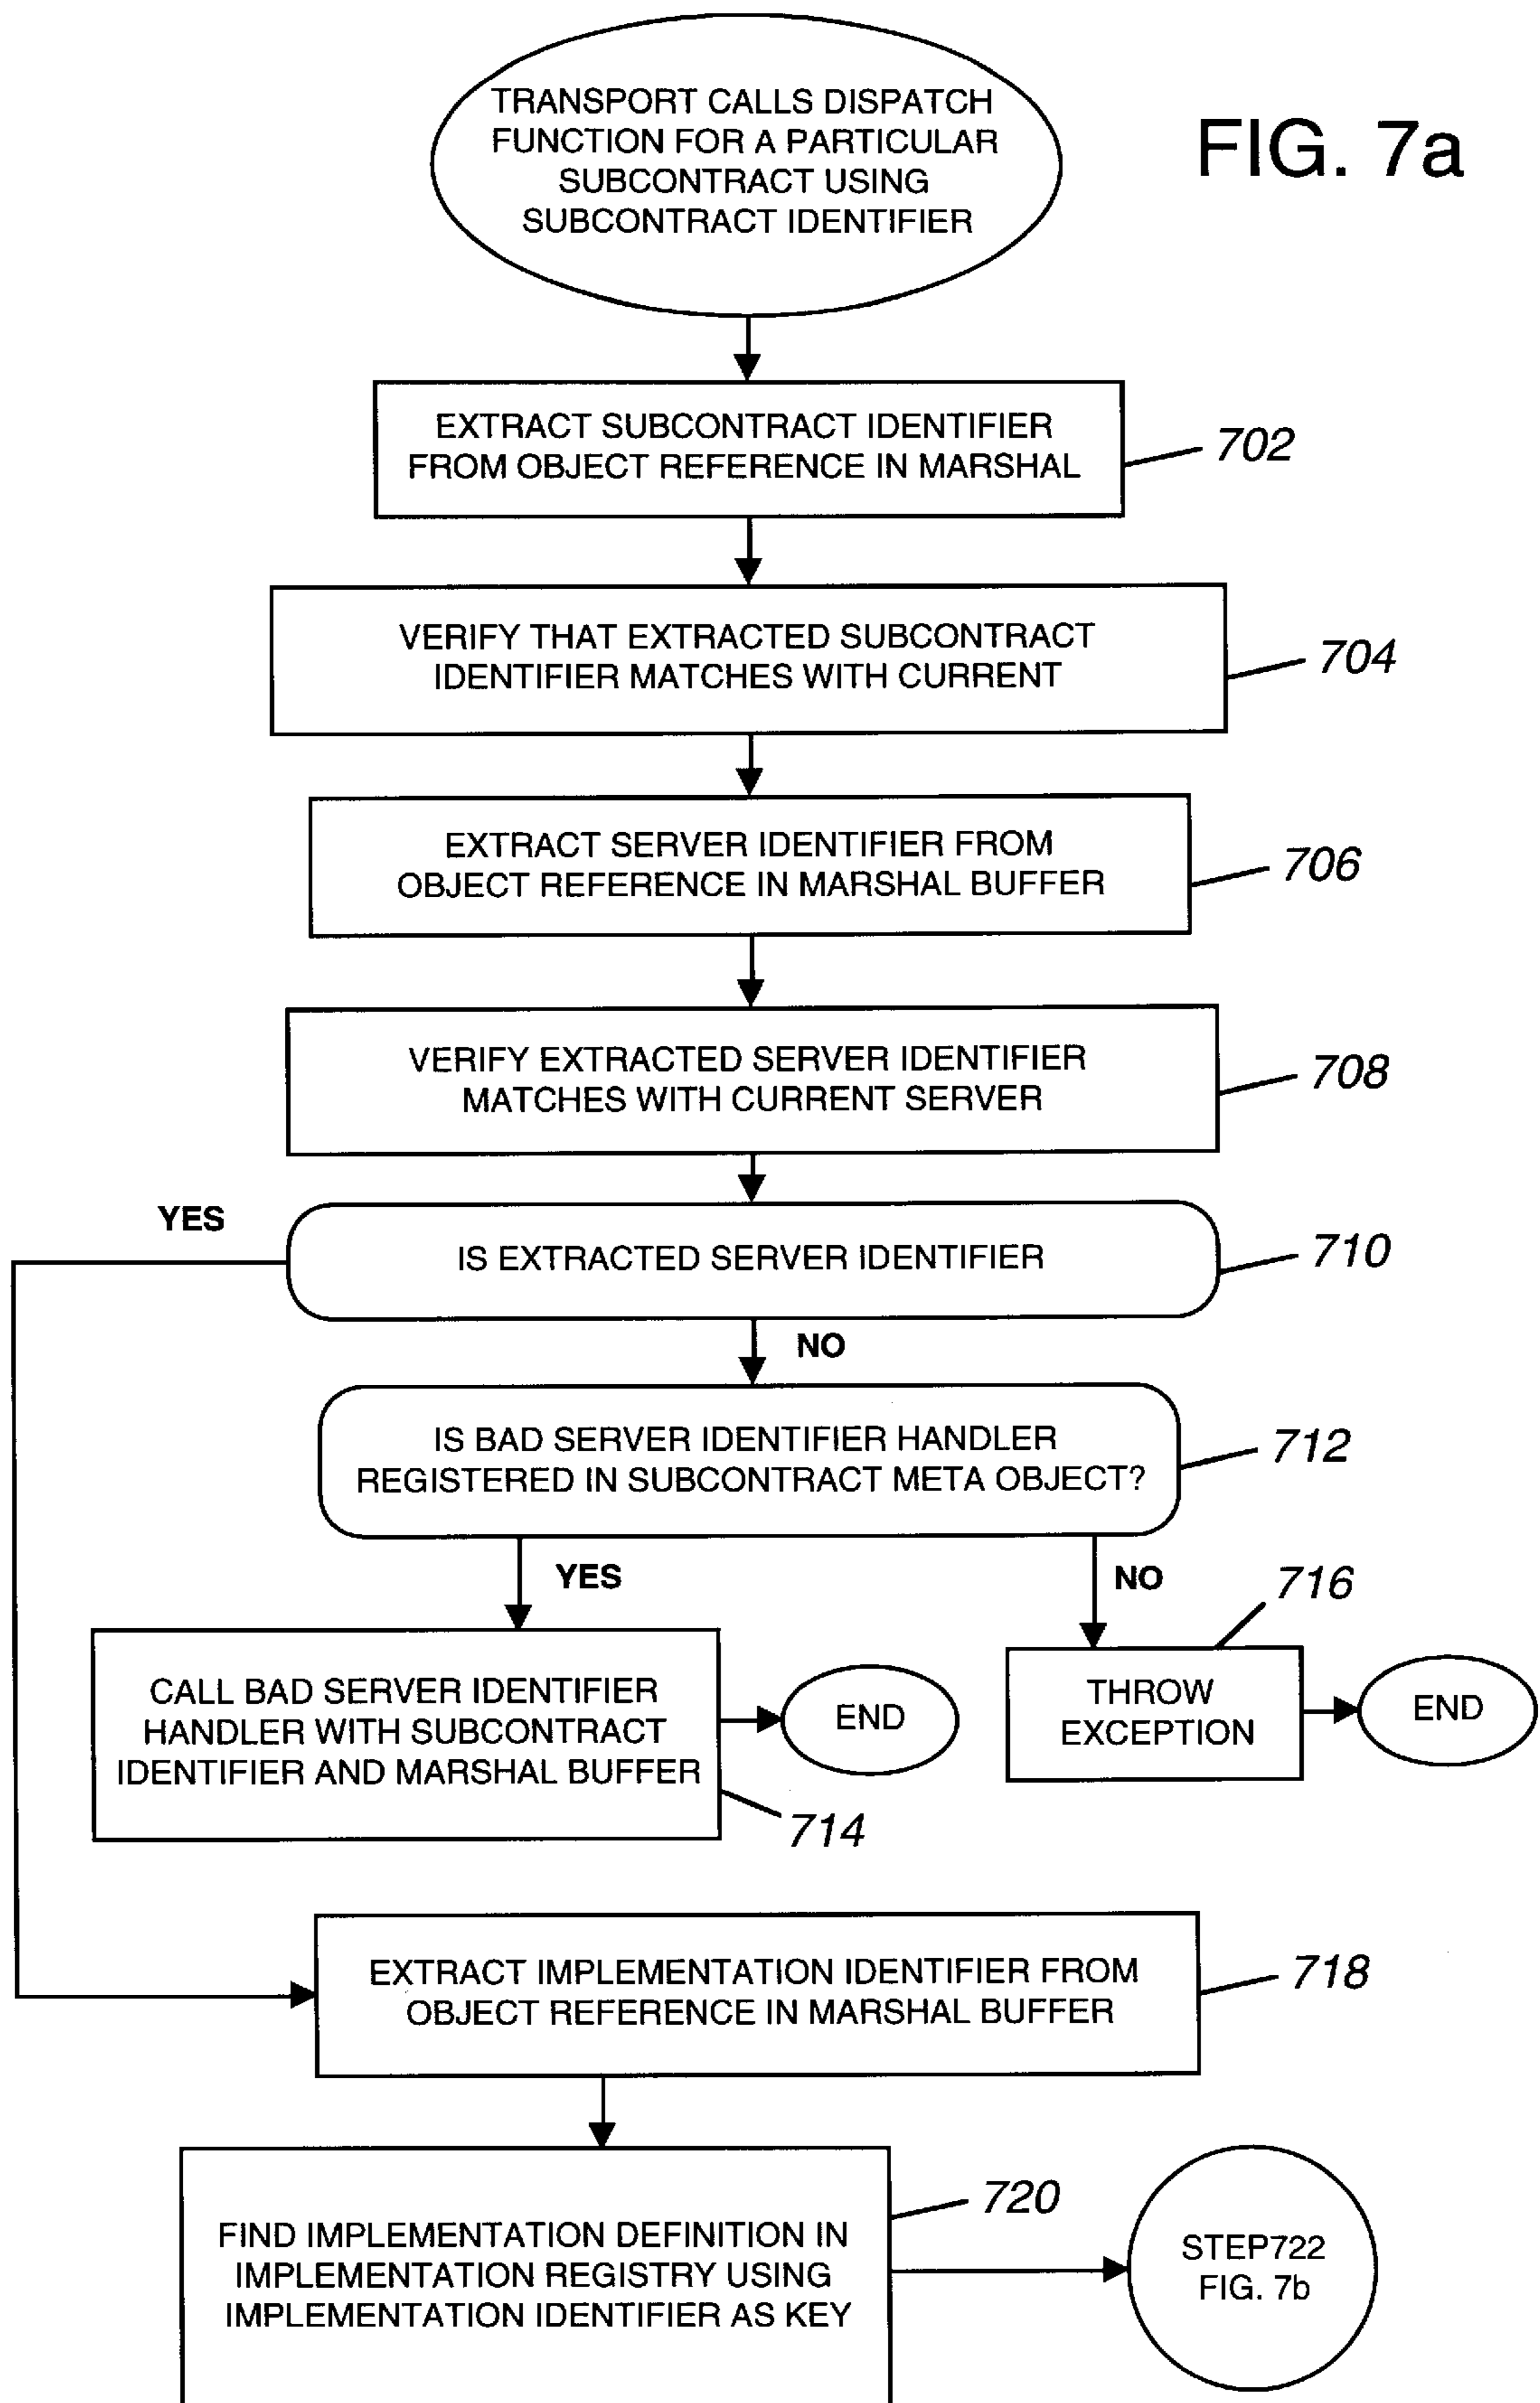 TRANSPORT CALLS DISPATCH
FUNCTION FOR A PARTICULAR
SUBCONTRACT USING
SUBCONTRACT IDENTIFIER
FIG. 7a
EXTRACT SUBCONTRACT IDENTIFIER
FROM OBJECT REFERENCE IN MARSHAL
702
VERIFY THAT EXTRACTED SUBCONTRACT
IDENTIFIER MATCHES WITH CURRENT
704
EXTRACT SERVER IDENTIFIER FROM
OBJECT REFERENCE IN MARSHAL BUFFER
706
VERIFY EXTRACTED SERVER IDENTIFIER
MATCHES WITH CURRENT SERVER
708
YES
IS EXTRACTED SERVER IDENTIFIER
710
NO
IS BAD SERVER IDENTIFIER HANDLER
REGISTERED IN SUBCONTRACT META OBJECT?
712
YES
NO
716
CALL BAD SERVER IDENTIFIER
HANDLER WITH SUBCONTRACT
IDENTIFIER AND MARSHAL BUFFER
END
714
THROW
EXCEPTION
END
EXTRACT IMPLEMENTATION IDENTIFIER FROM
OBJECT REFERENCE IN MARSHAL BUFFER
718
FIND IMPLEMENTATION DEFINITION IN
IMPLEMENTATION REGISTRY USING
IMPLEMENTATION IDENTIFIER AS KEY
720
STEP722
FIG. 7b